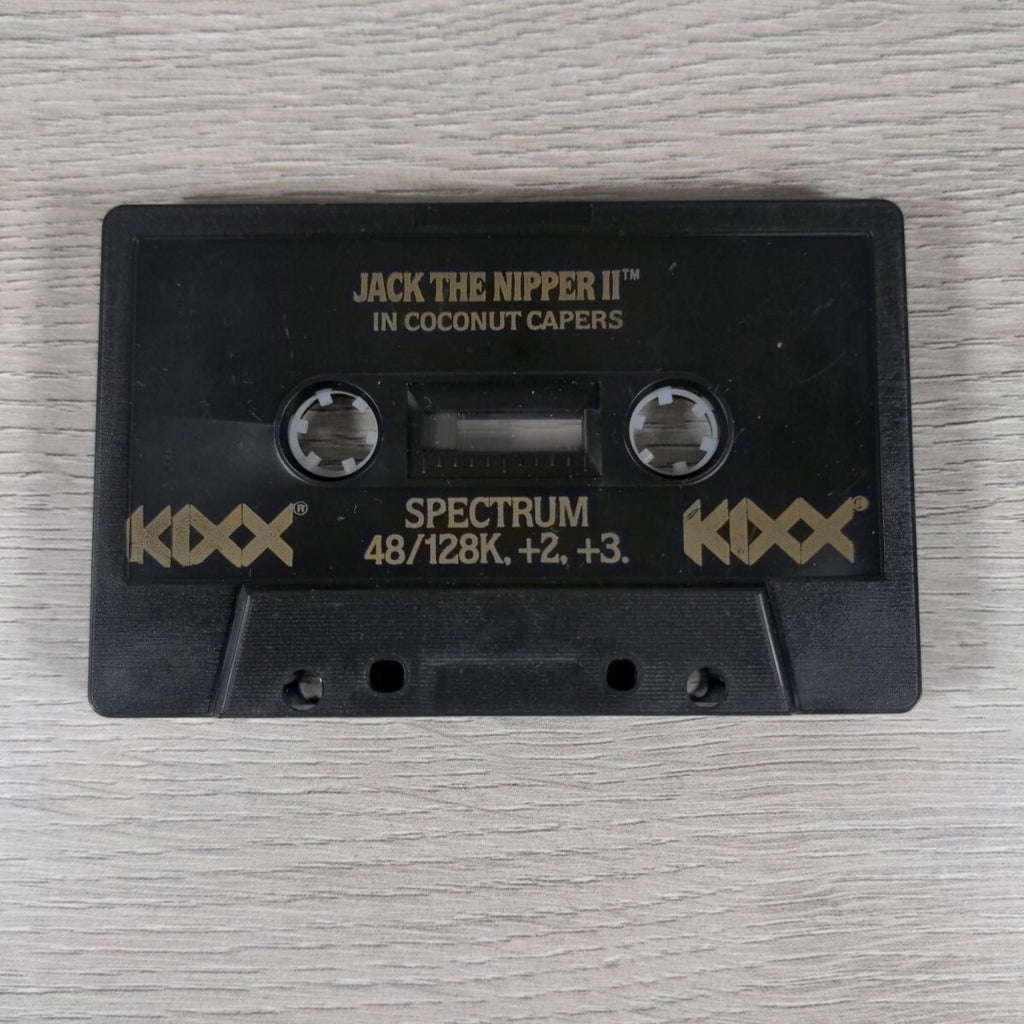 JACK THE NIPPER II™
IN COCONUT CAPERS
KIXX®
SPECTRUM
48/128K, +2, +3.
KIXX®